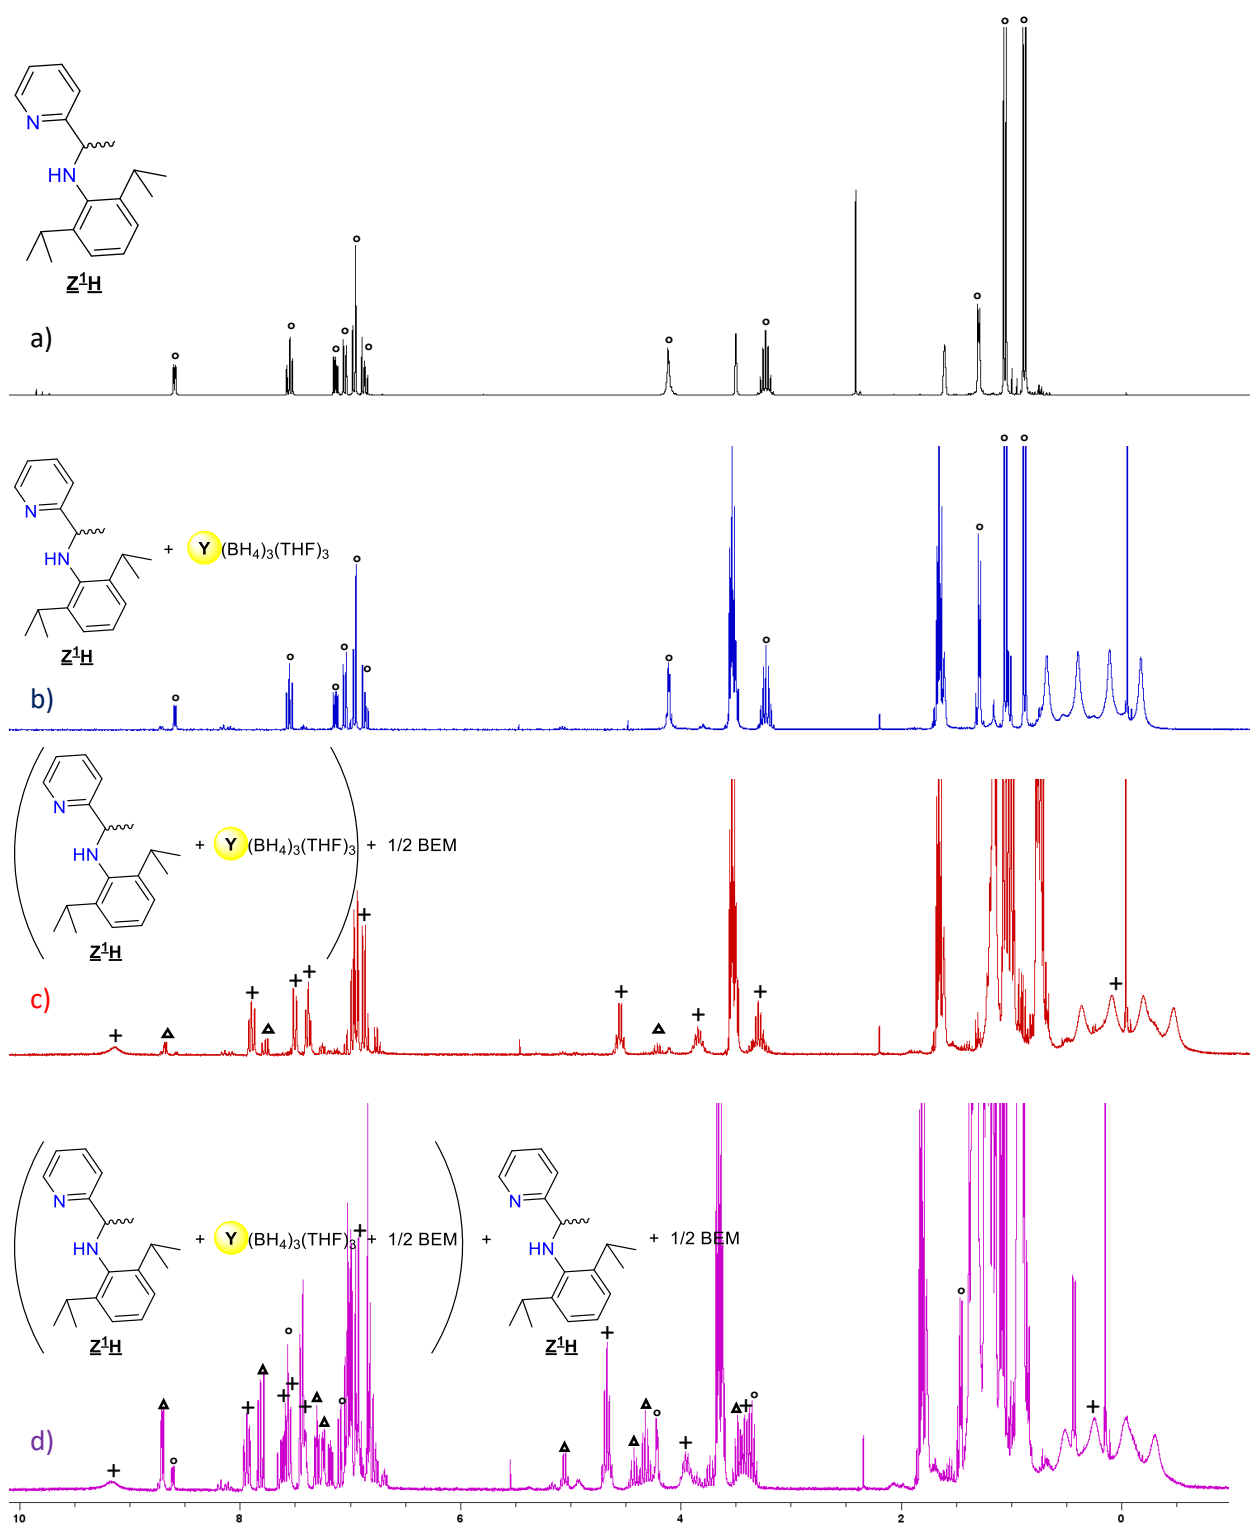 N
HN
Z¹H
a)
N
HN
+ Y (BH₄)₃(THF)₃
Z¹H
b)
N
HN
+ Y (BH₄)₃(THF)₃ + 1/2 BEM
Z¹H
c)
N N
HN + Y (BH₄)₃(THF)₃ + 1/2 BEM + HN + 1/2 BEM
Z¹H Z¹H
d)
10 8 6 4 2 0